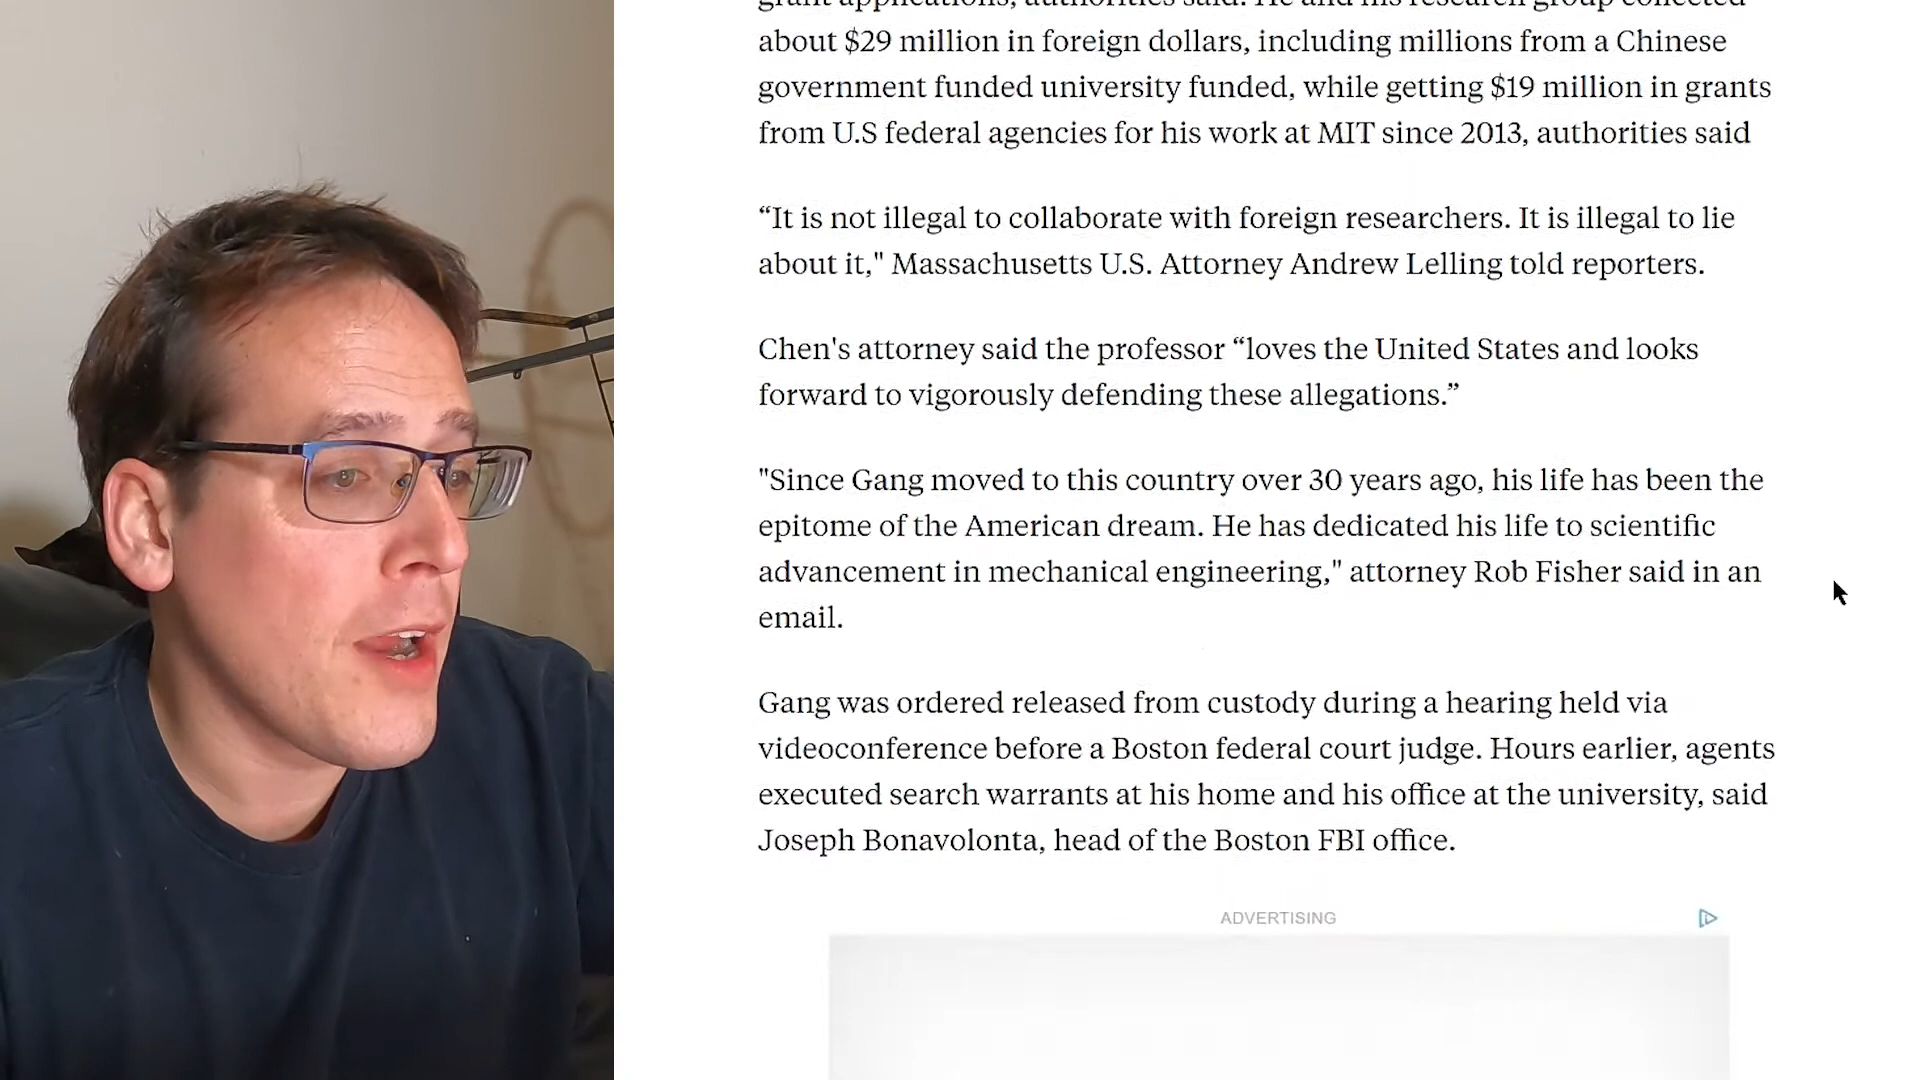 grant applications, authorities said. He and his research group collected
about $29 million in foreign dollars, including millions from a Chinese
government funded university funded, while getting $19 million in grants
from U.S federal agencies for his work at MIT since 2013, authorities said
“It is not illegal to collaborate with foreign researchers. It is illegal to lie
about it," Massachusetts U.S. Attorney Andrew Lelling told reporters.
Chen's attorney said the professor “loves the United States and looks
forward to vigorously defending these allegations.”
"Since Gang moved to this country over 30 years ago, his life has been the
epitome of the American dream. He has dedicated his life to scientific
advancement in mechanical engineering," attorney Rob Fisher said in an
email.
Gang was ordered released from custody during a hearing held via
videoconference before a Boston federal court judge. Hours earlier, agents
executed search warrants at his home and his office at the university, said
Joseph Bonavolonta, head of the Boston FBI office.
ADVERTISING